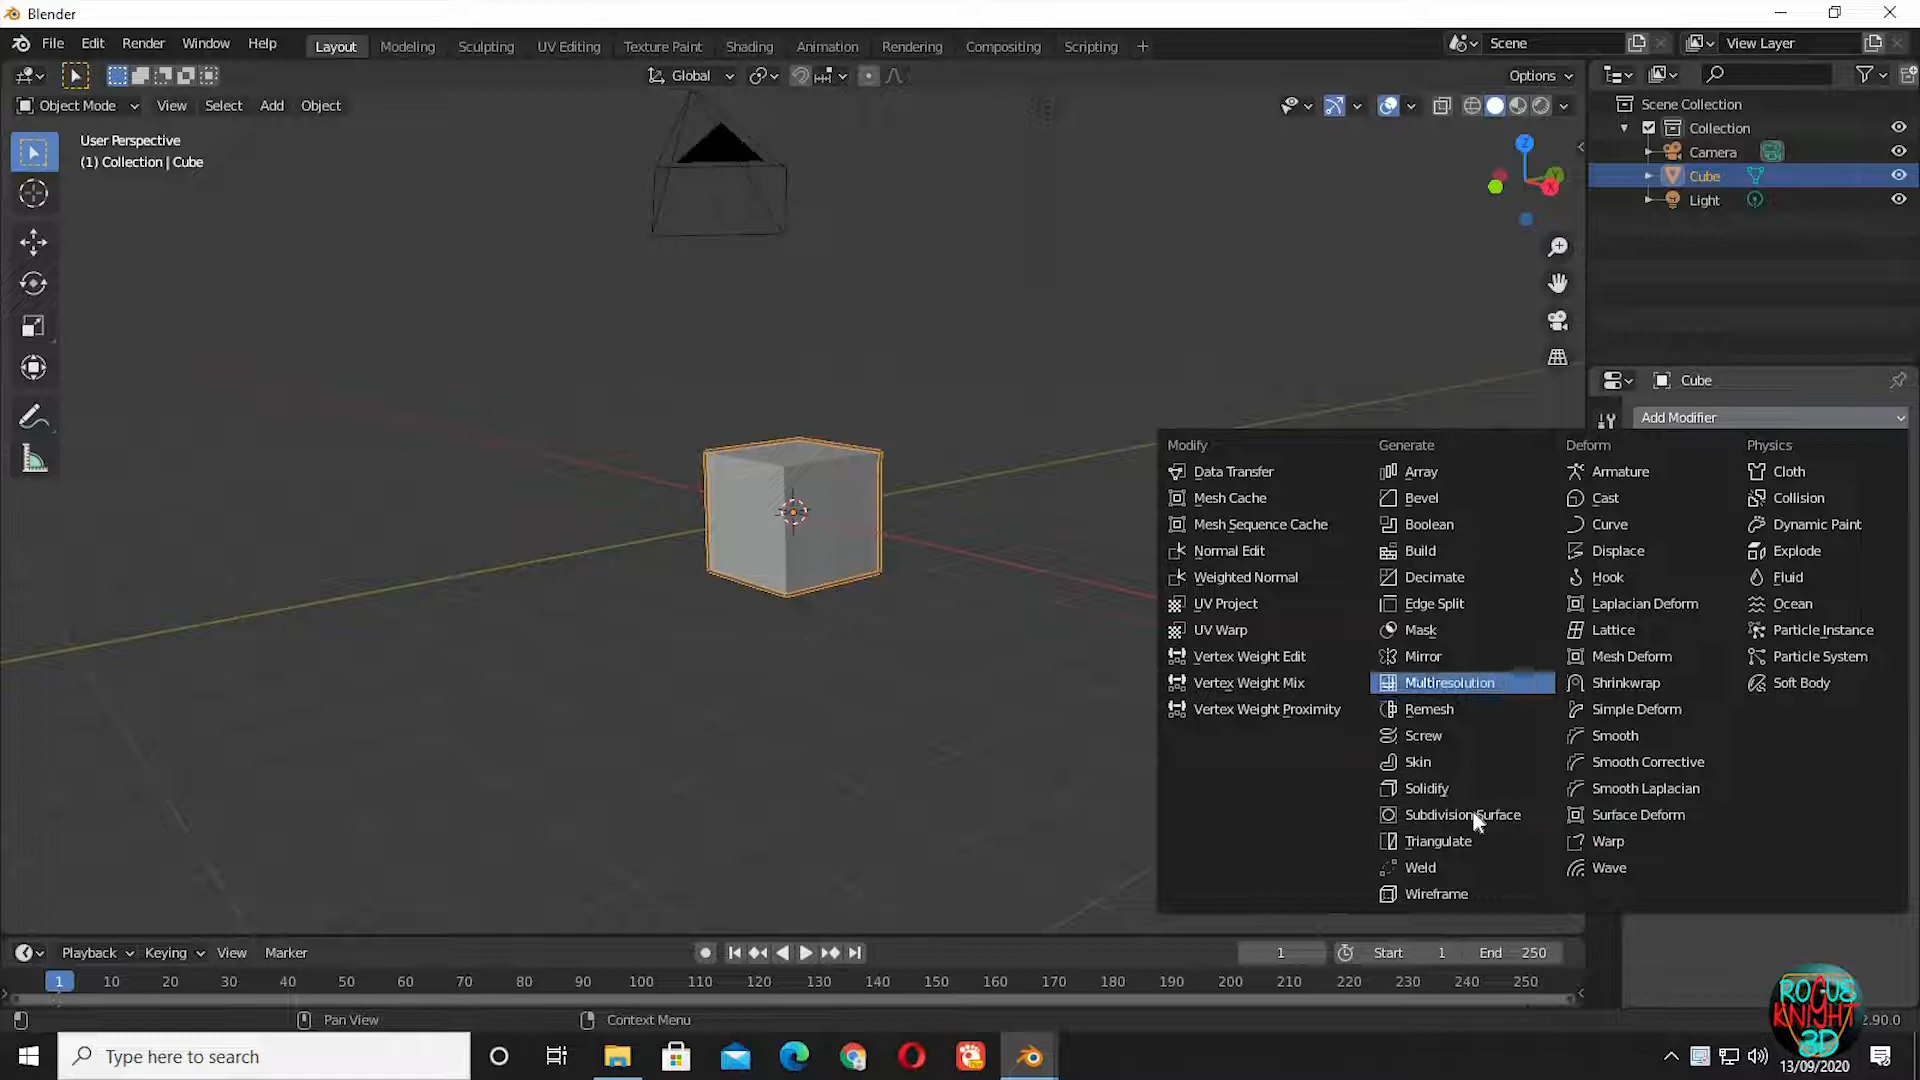 Blender
File Edit Render Window Help Layout Modeling Sculpting UV Editing Texture Paint Shading Animation Rendering Compositing Scripting + Scene View Layer
Global Options
Object Mode View Select Add Object
User Perspective
(1) Collection | Cube
Z
Y
X
Scene Collection
Collection
Camera
Cube
Light
Cube
Add Modifier
Modify
Data Transfer
Mesh Cache
Mesh Sequence Cache
Normal Edit
Weighted Normal
UV Project
UV Warp
Vertex Weight Edit
Vertex Weight Mix
Vertex Weight Proximity
Generate
Array
Bevel
Boolean
Build
Decimate
Edge Split
Mask
Mirror
Multiresolution
Remesh
Screw
Skin
Solidify
Subdivision Surface
Triangulate
Weld
Wireframe
Deform
Armature
Cast
Curve
Displace
Hook
Laplacian Deform
Lattice
Mesh Deform
Shrinkwrap
Simple Deform
Smooth
Smooth Corrective
Smooth Laplacian
Surface Deform
Warp
Wave
Physics
Cloth
Collision
Dynamic Paint
Explode
Fluid
Ocean
Particle Instance
Particle System
Soft Body
Playback Keying View Marker 1 Start 1 End 250
1 10 20 30 40 50 60 70 80 90 100 110 120 130 140 150 160 170 180 190 200 210 220 230 240 250
Pan View Context Menu 2.90.0
ROGUE
KNIGHT
3D
Type here to search
13/09/2020